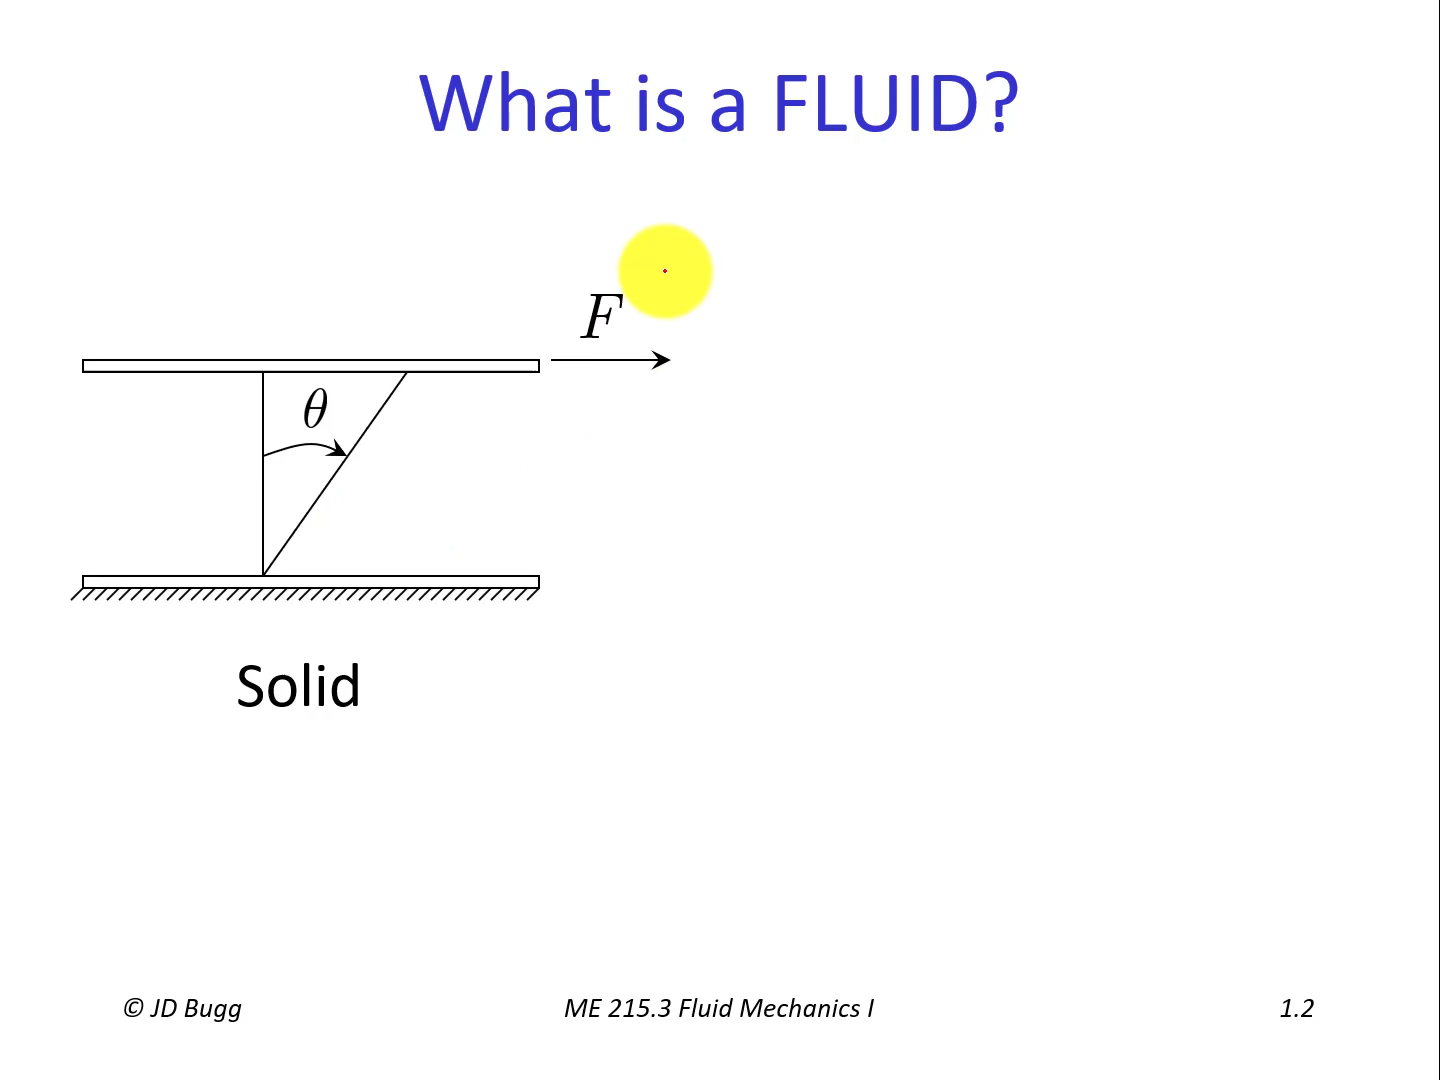 What is a FLUID?
F
θ
Solid
© JD Bugg
ME 215.3 Fluid Mechanics I
1.2